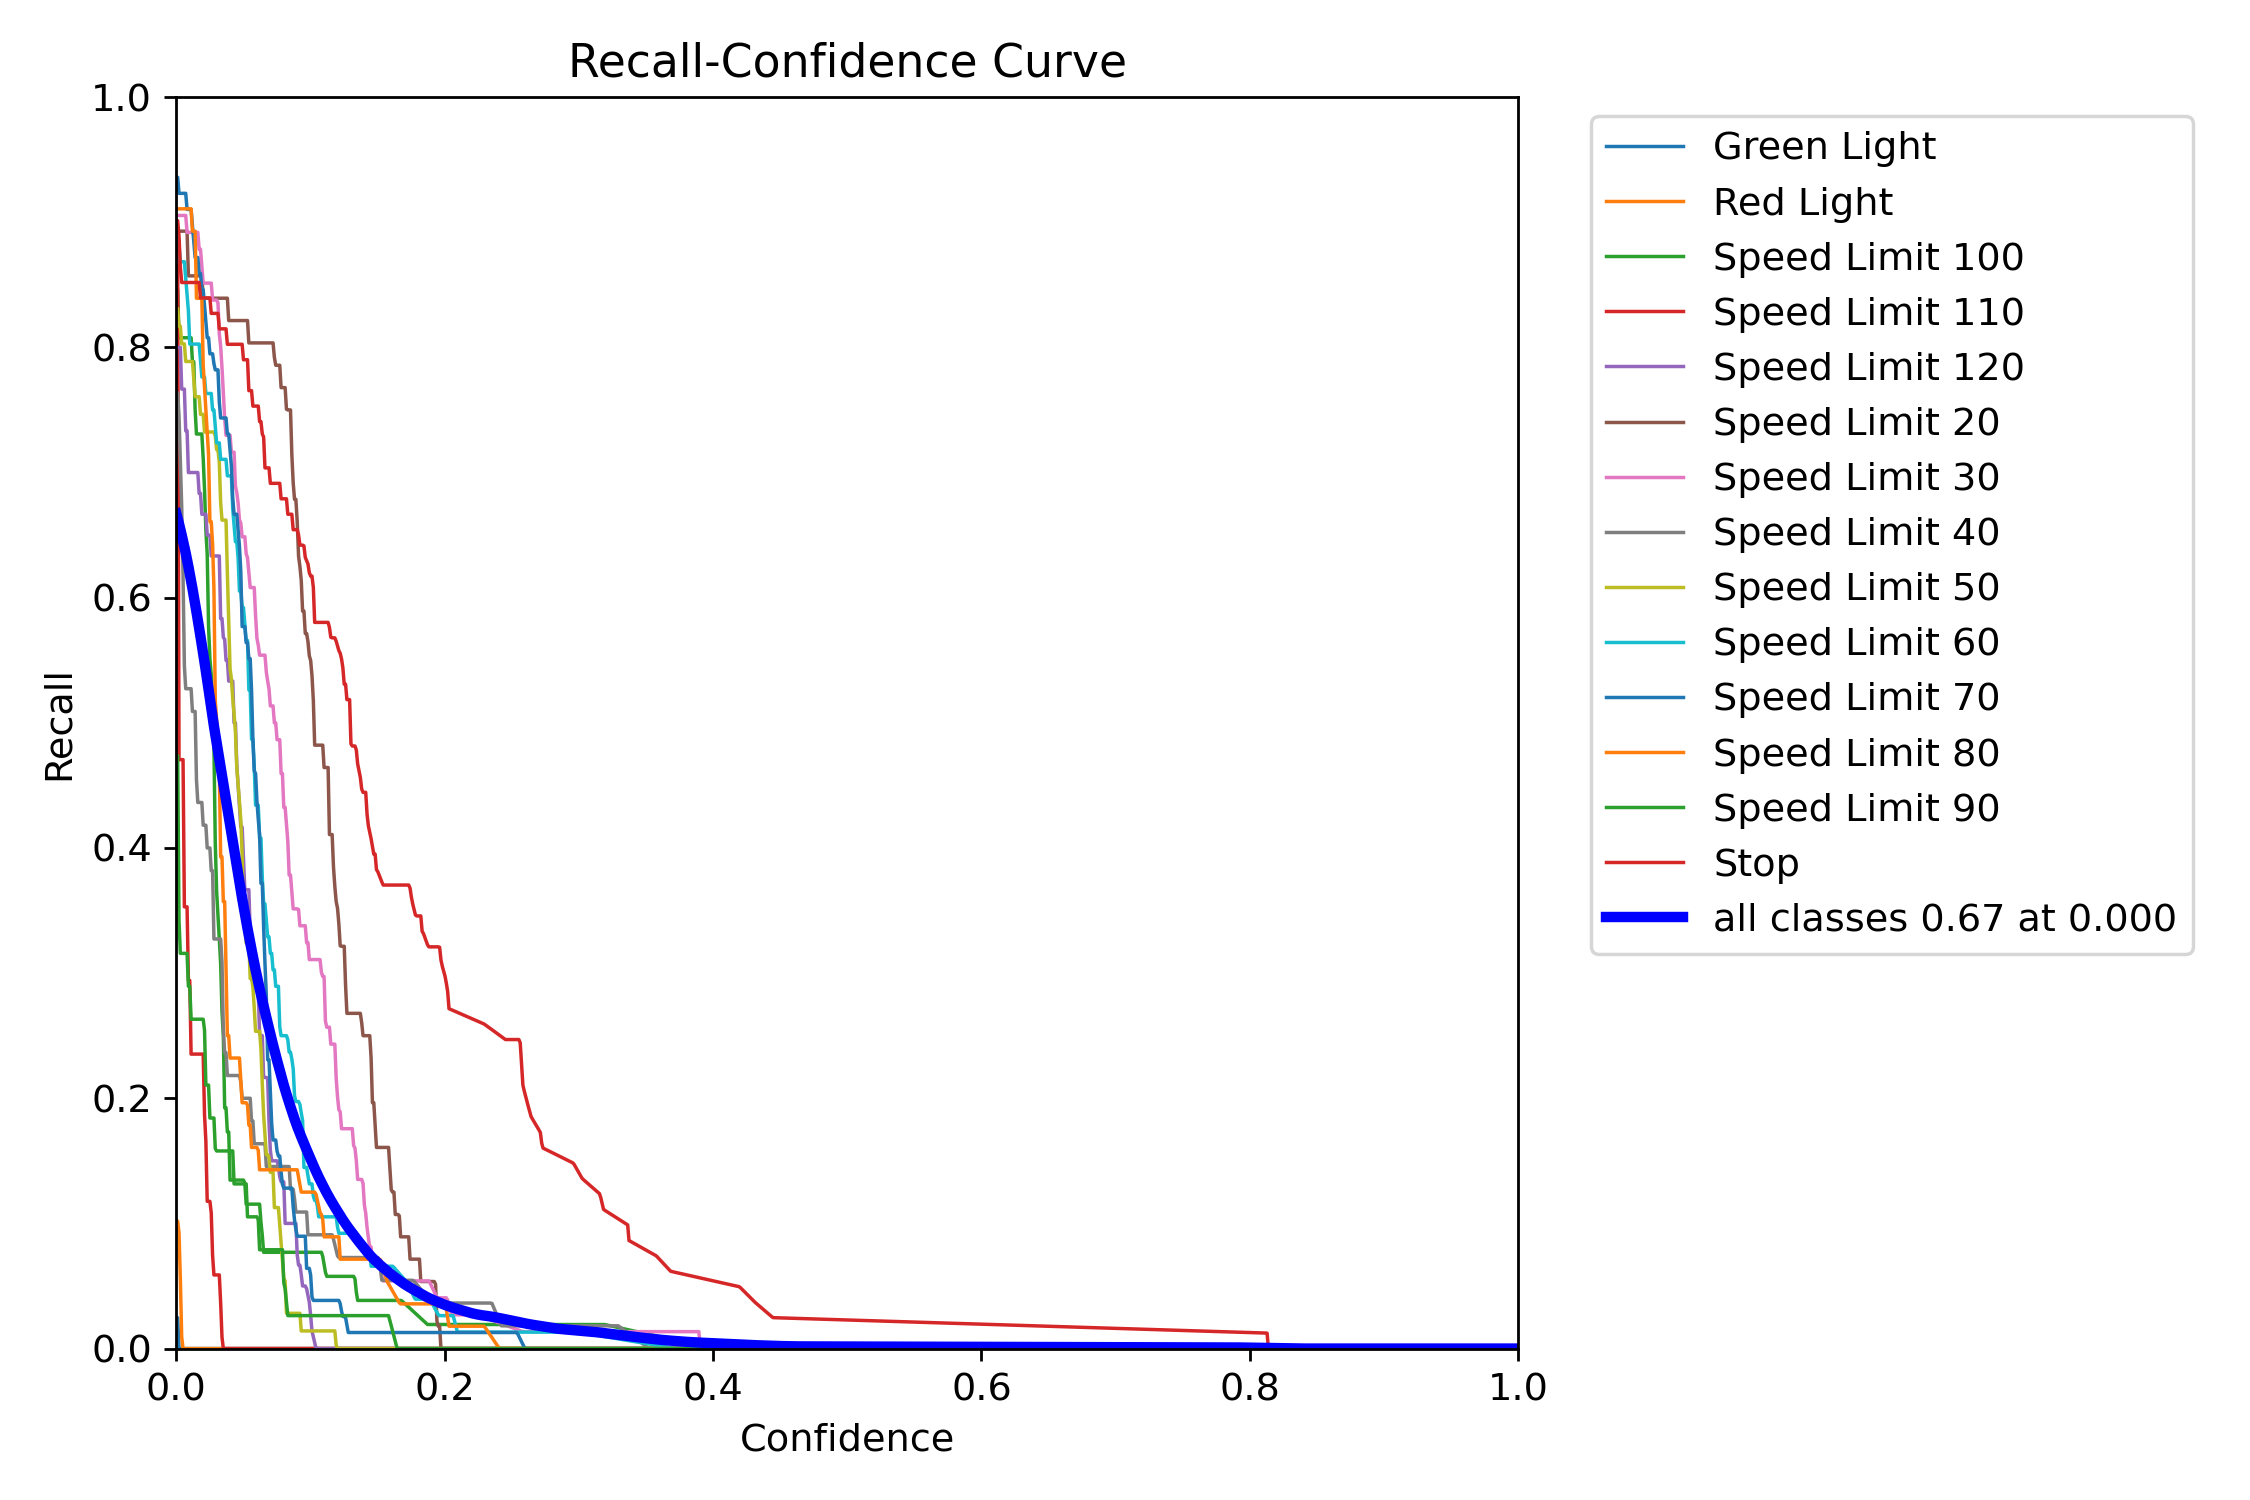 Recall-Confidence Curve
1.0
0.8
0.6
0.4
0.2
0.0
Recall
0.0 0.2 0.4 0.6 0.8 1.0
Confidence
Green Light
Red Light
Speed Limit 100
Speed Limit 110
Speed Limit 120
Speed Limit 20
Speed Limit 30
Speed Limit 40
Speed Limit 50
Speed Limit 60
Speed Limit 70
Speed Limit 80
Speed Limit 90
Stop
all classes 0.67 at 0.000